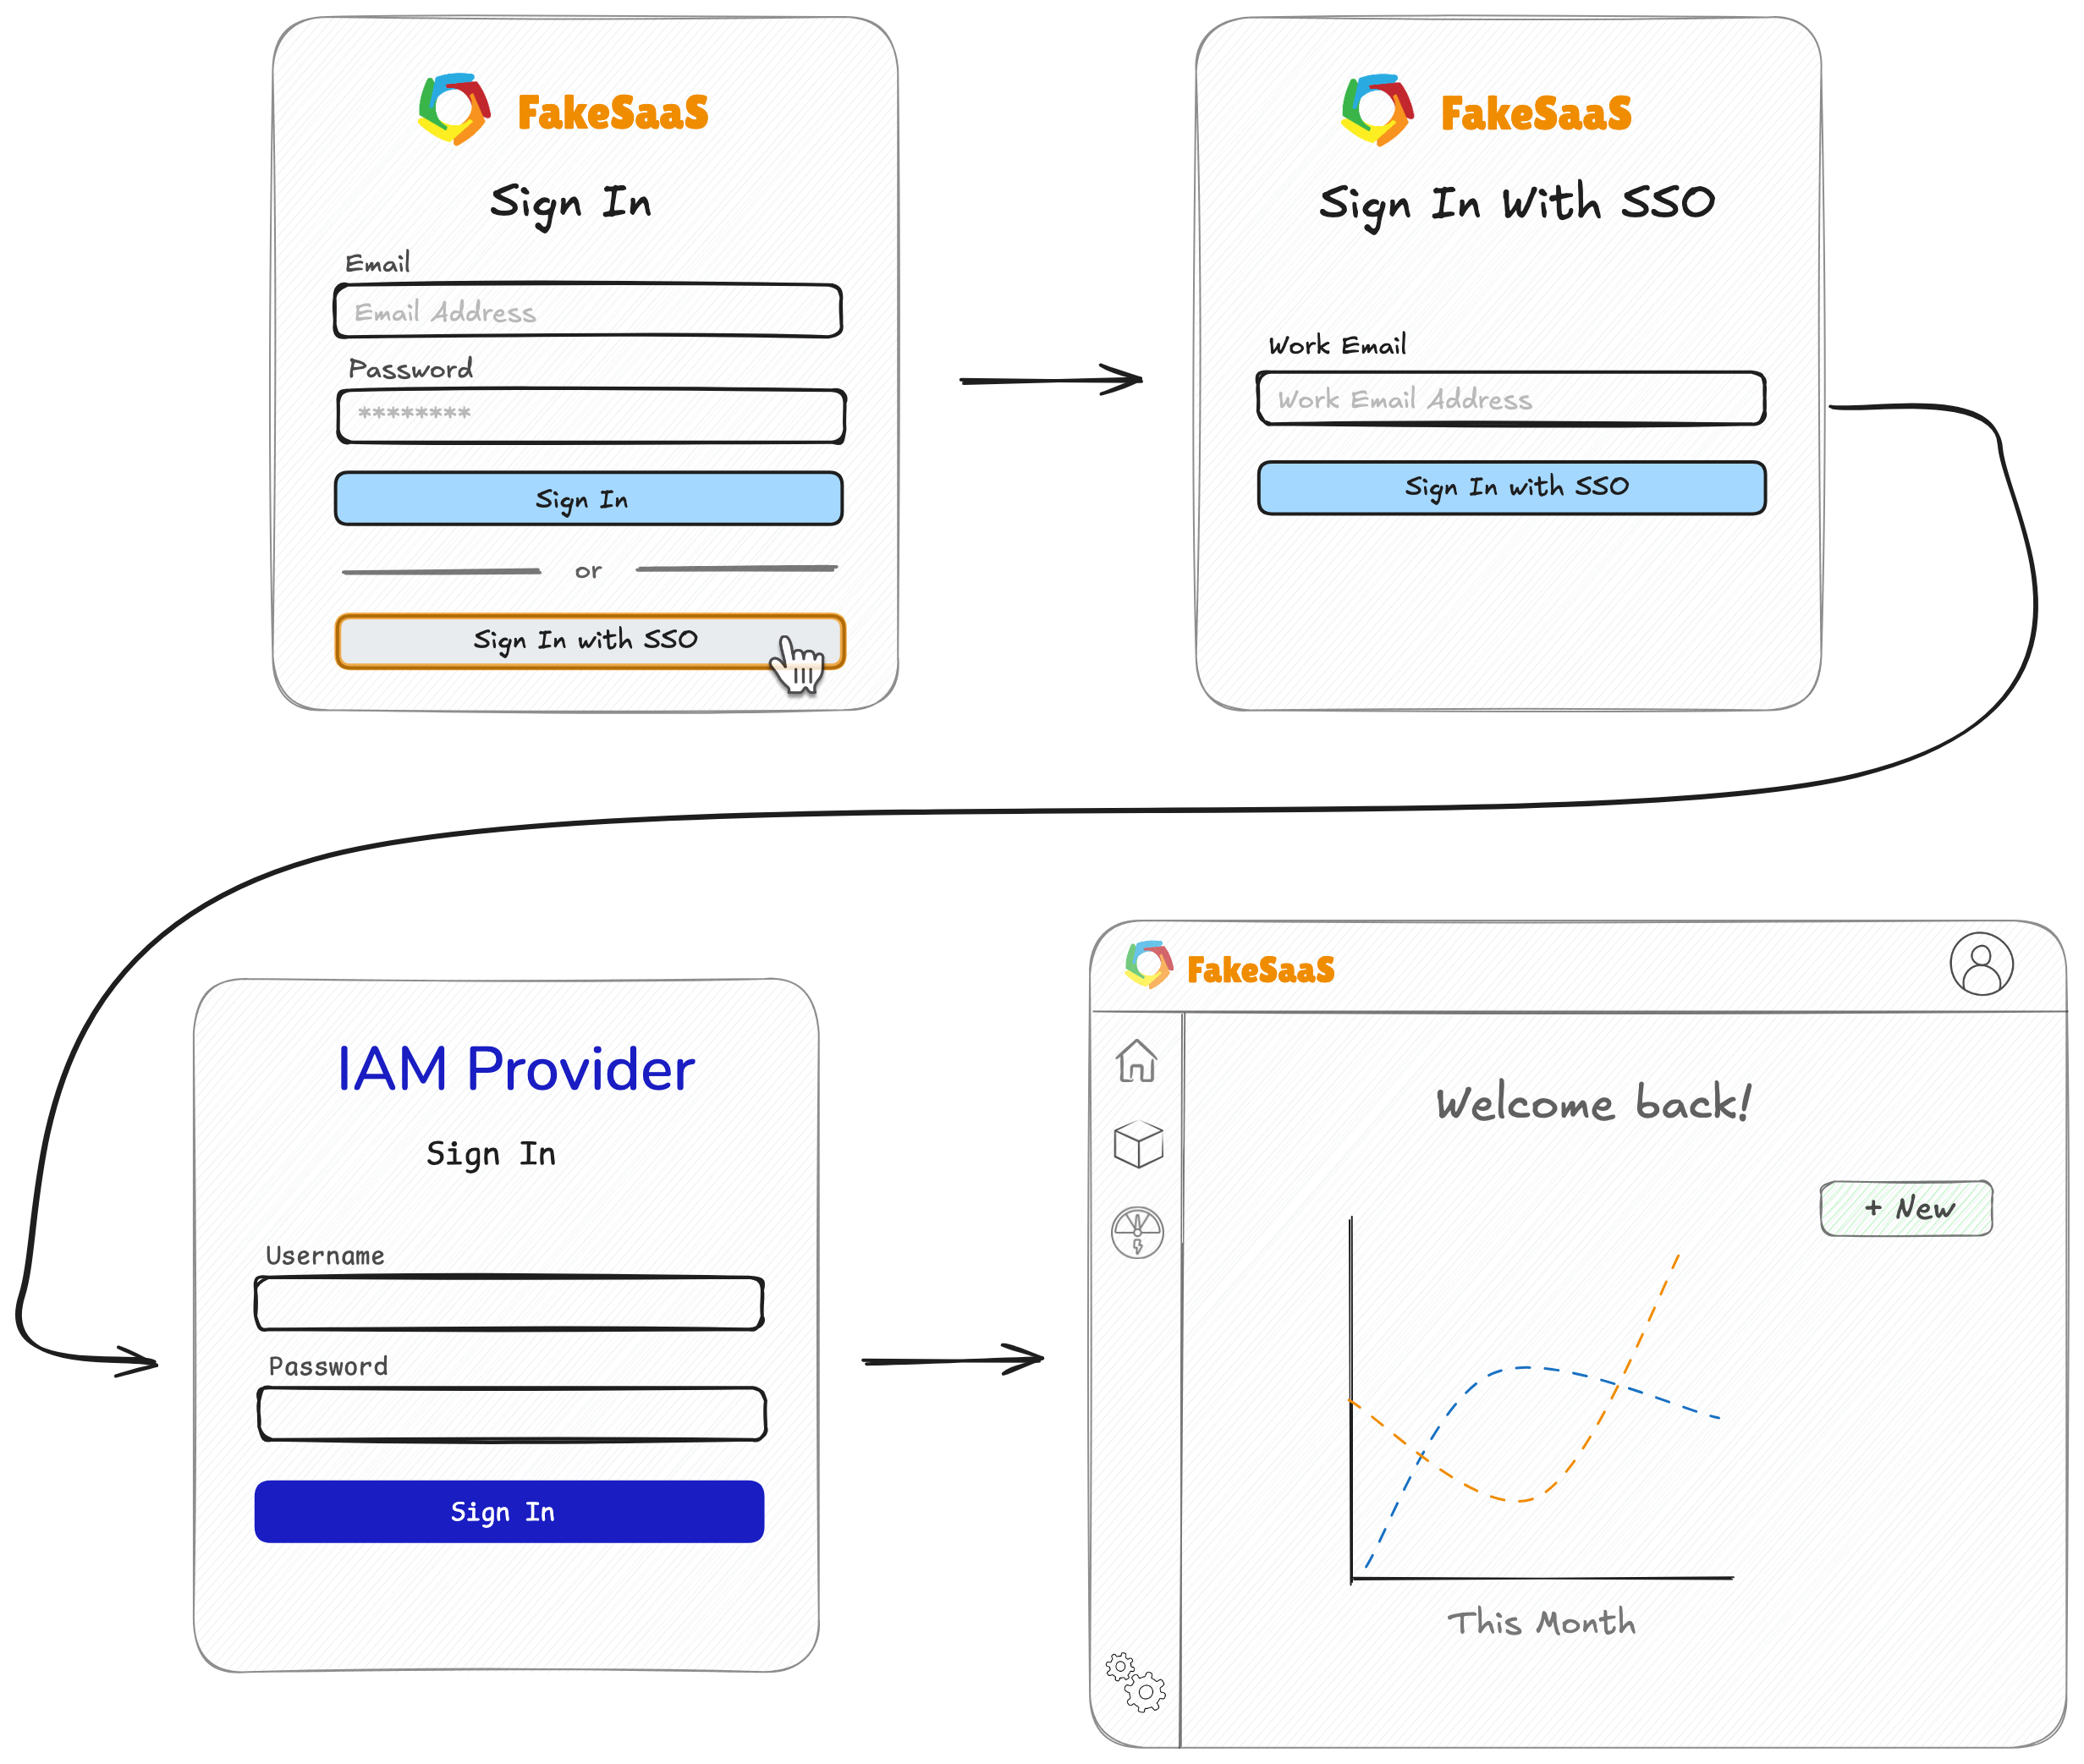 FakeSaaS
Sign In
Email
Email Address
Password
********
Sign In
or
Sign In with SSO
FakeSaaS
Sign In With SSO
Work Email
Work Email Address
Sign In with SSO
IAM Provider
Sign In
Username
Password
Sign In
FakeSaaS
Welcome back!
+ New
This Month